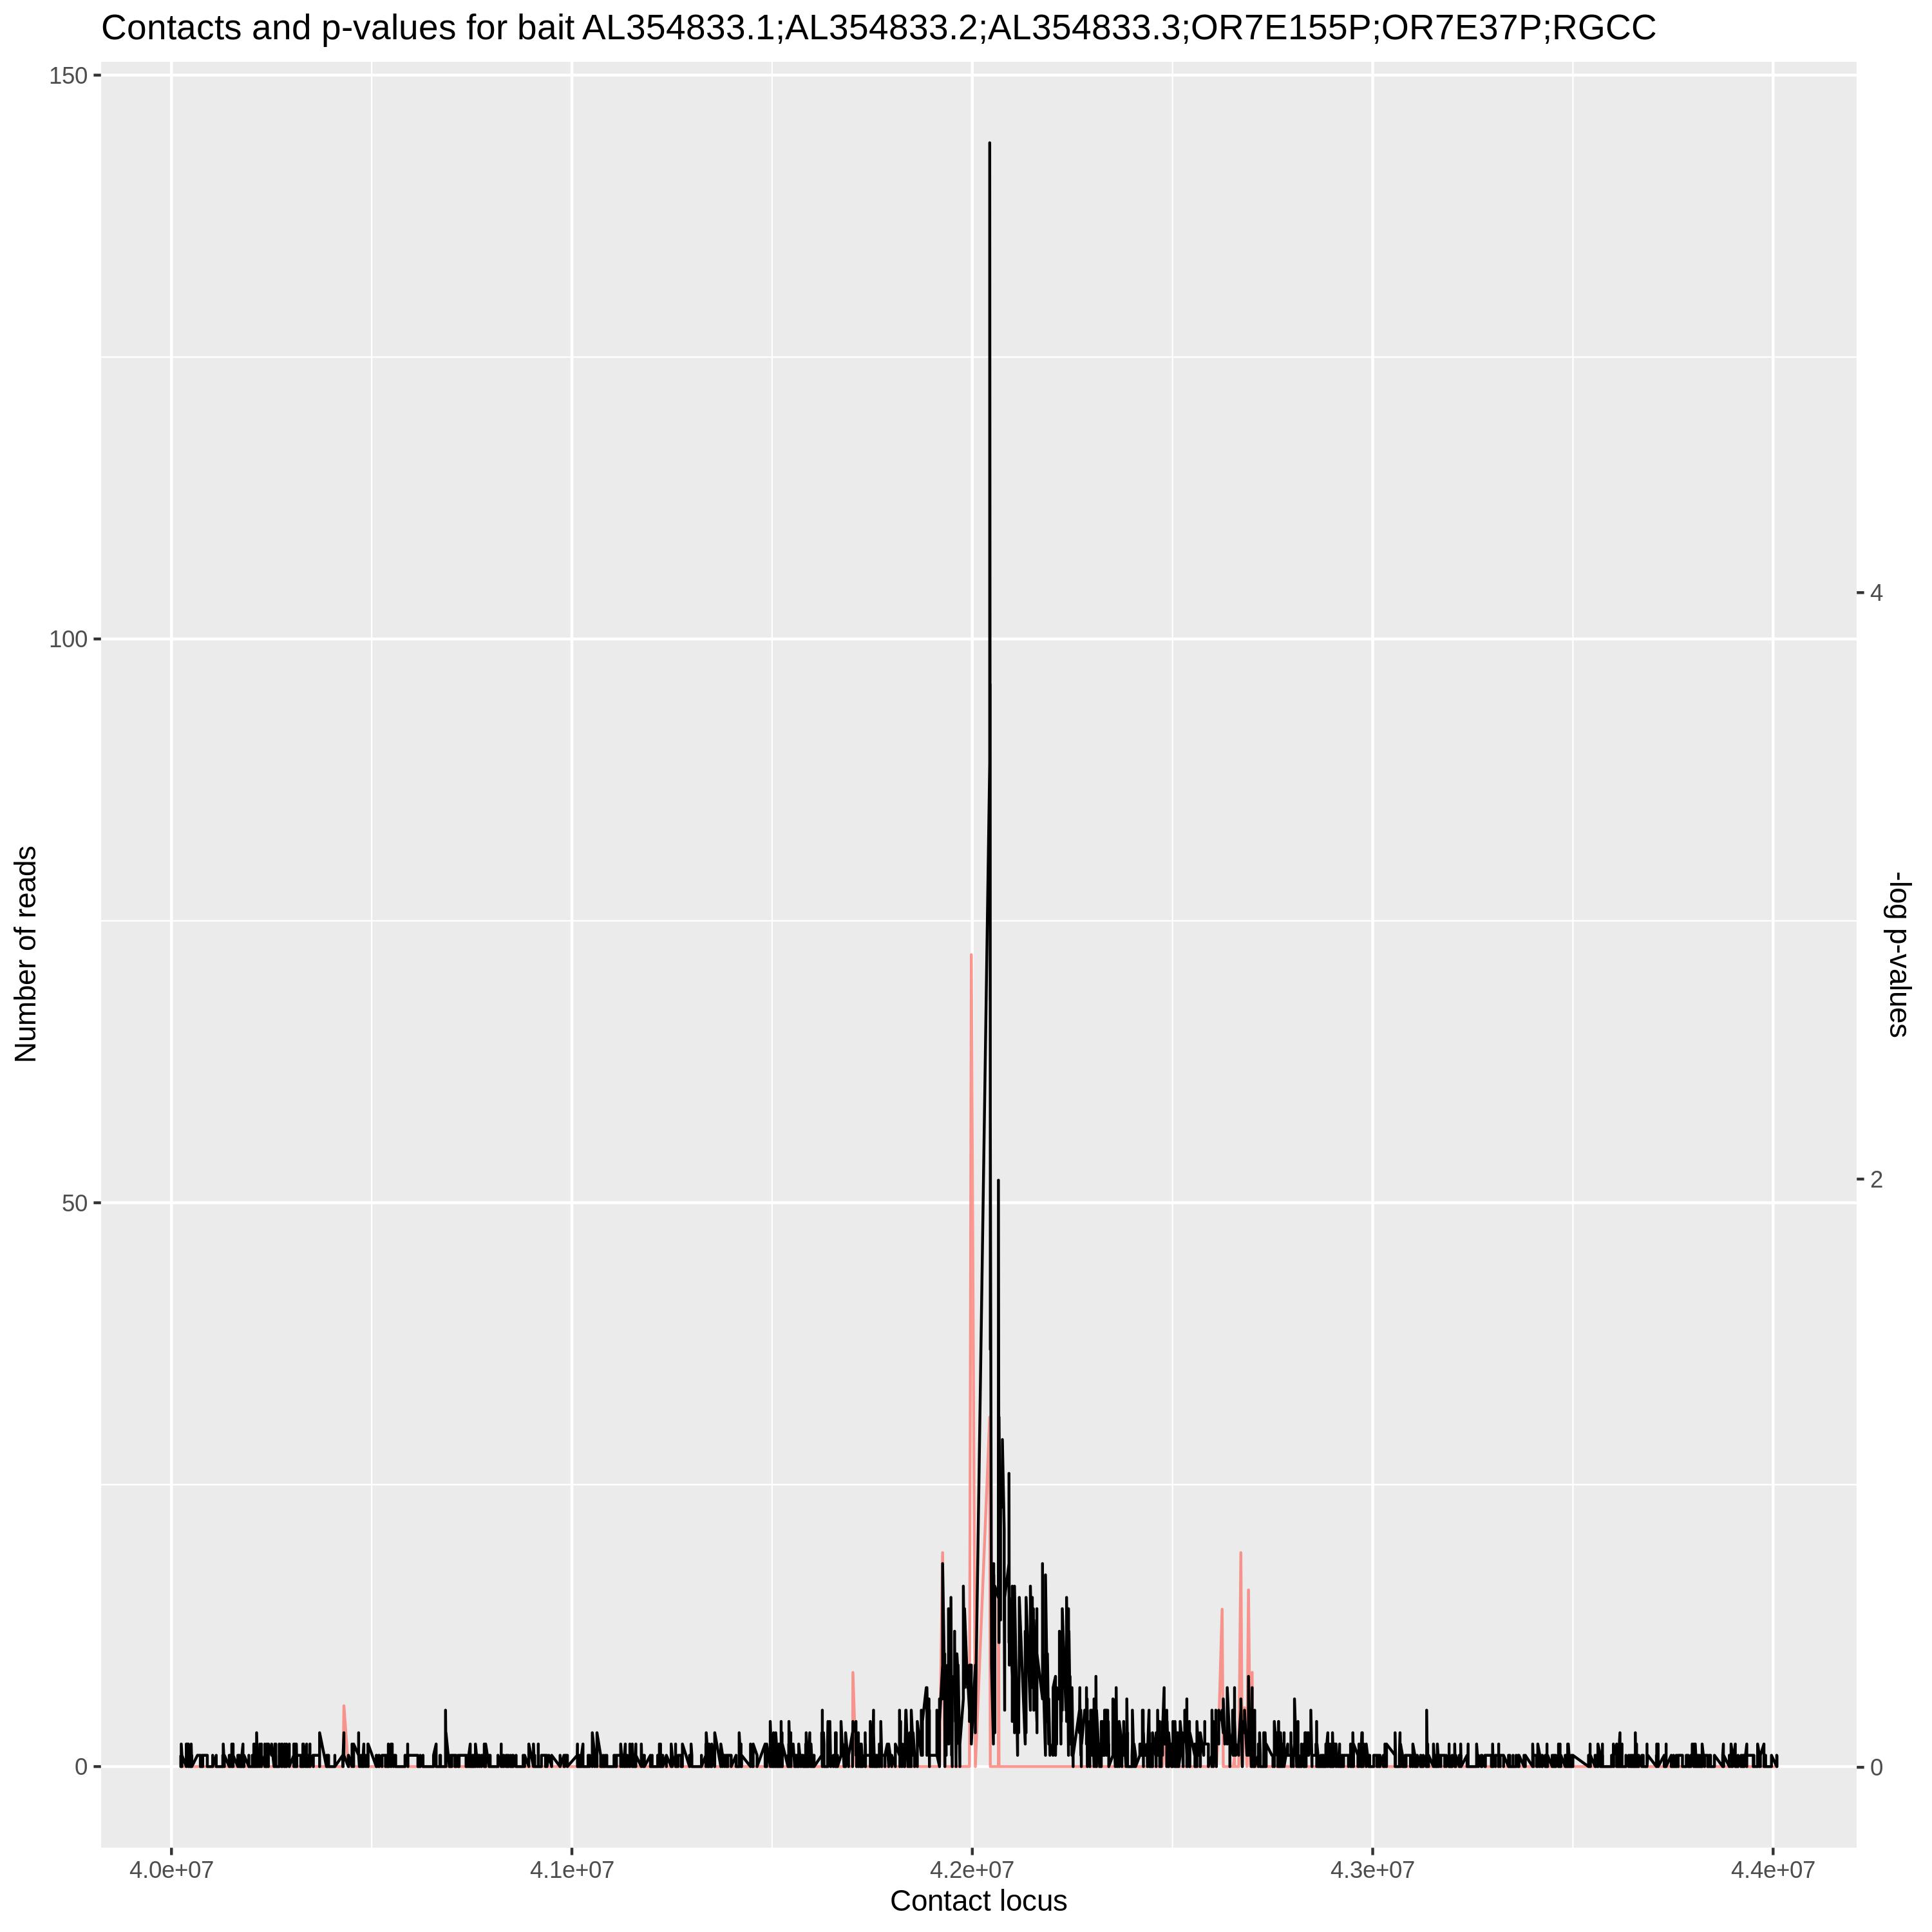 Contacts and p-values for bait AL354833.1;AL354833.2;AL354833.3;OR7E155P;OR7E37P;RGCC
150
100
50
0
Number of reads
4
2
0
-log p-values
4.0e+07
4.1e+07
4.2e+07
4.3e+07
4.4e+07
Contact locus